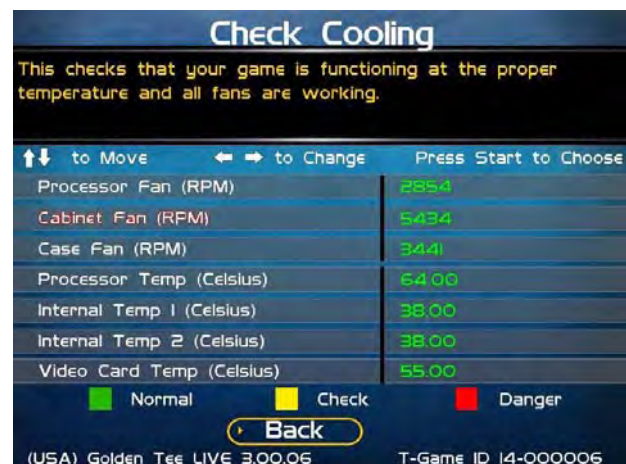 Check Cooling
This checks that your game is functioning at the proper
temperature and all fans are working.
↑↓ to Move ← → to Change Press Start to Choose
Processor Fan (RPM) 2854
Cabinet Fan (RPM) 5434
Case Fan (RPM) 3441
Processor Temp (Celsius) 64.00
Internal Temp 1 (Celsius) 38.00
Internal Temp 2 (Celsius) 38.00
Video Card Temp (Celsius) 55.00
Normal Check Danger
Back
(USA) Golden Tee LIVE 3.00.06 T-Game ID 14-000006